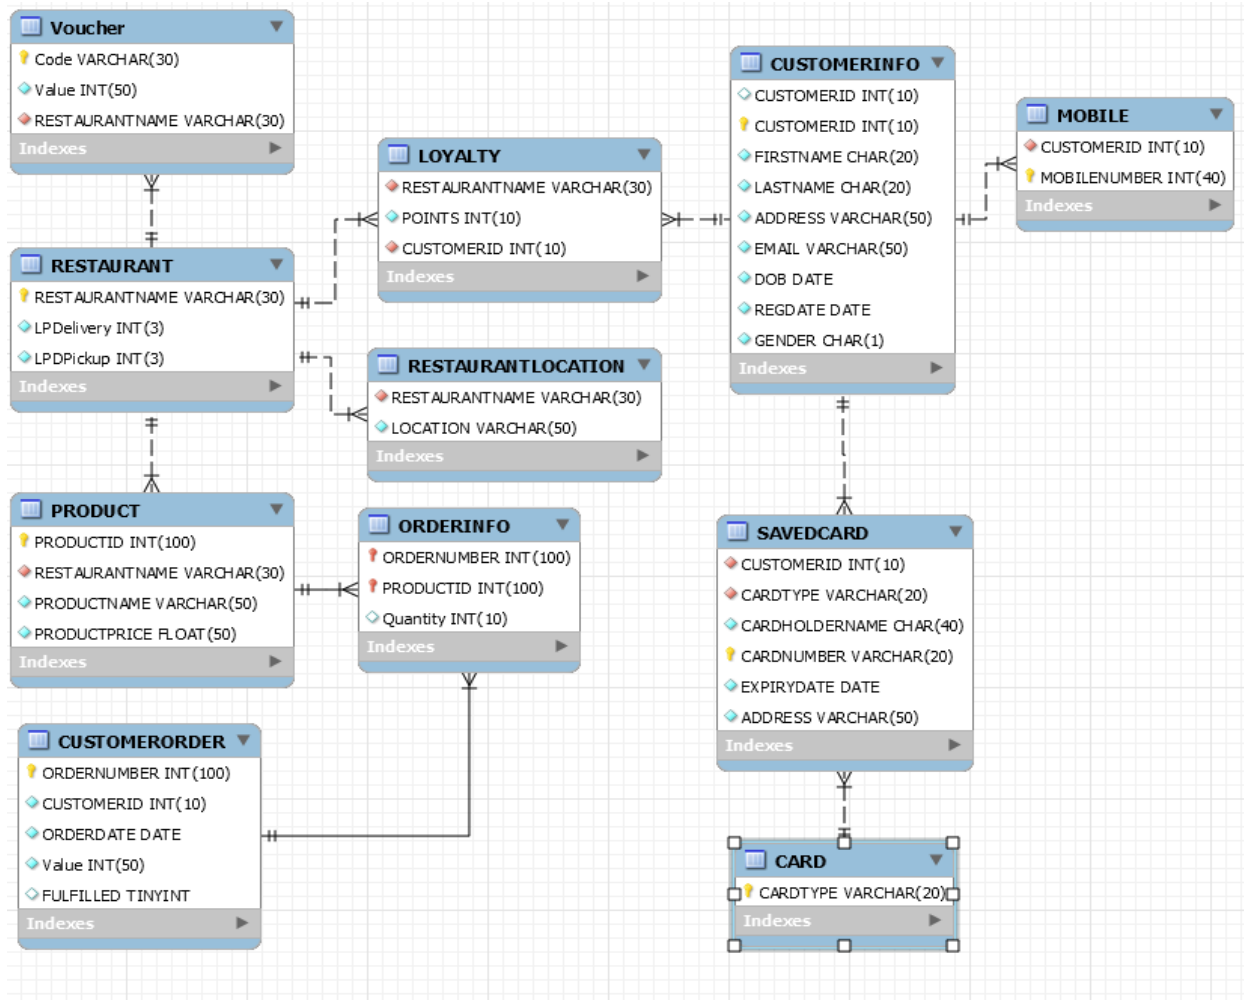 Voucher
Code VARCHAR(30)
Value INT(50)
RESTAURANTNAME VARCHAR(30)
Indexes
RESTAURANT
RESTAURANTNAME VARCHAR(30)
LPDelivery INT(3)
LPDPickup INT(3)
Indexes
PRODUCT
PRODUCTID INT(100)
RESTAURANTNAME VARCHAR(30)
PRODUCTNAME VARCHAR(50)
PRODUCTPRICE FLOAT(50)
Indexes
CUSTOMERORDER
ORDERNUMBER INT(100)
CUSTOMERID INT(10)
ORDERDATE DATE
Value INT(50)
FULFILLED TINYINT
Indexes
LOYALTY
RESTAURANTNAME VARCHAR(30)
POINTS INT(10)
CUSTOMERID INT(10)
Indexes
RESTAURANTLOCATION
RESTAURANTNAME VARCHAR(30)
LOCATION VARCHAR(50)
Indexes
ORDERINFO
ORDERNUMBER INT(100)
PRODUCTID INT(100)
Quantity INT(10)
Indexes
CUSTOMERINFO
CUSTOMERID INT(10)
CUSTOMERID INT(10)
FIRSTNAME CHAR(20)
LASTNAME CHAR(20)
ADDRESS VARCHAR(50)
EMAIL VARCHAR(50)
DOB DATE
REGDATE DATE
GENDER CHAR(1)
Indexes
MOBILE
CUSTOMERID INT(10)
MOBILENUMBER INT(40)
Indexes
SAVEDCARD
CUSTOMERID INT(10)
CARDTYPE VARCHAR(20)
CARDHOLDERNAME CHAR(40)
CARDNUMBER VARCHAR(20)
EXPIRYDATE DATE
ADDRESS VARCHAR(50)
Indexes
CARD
CARDTYPE VARCHAR(20)
Indexes